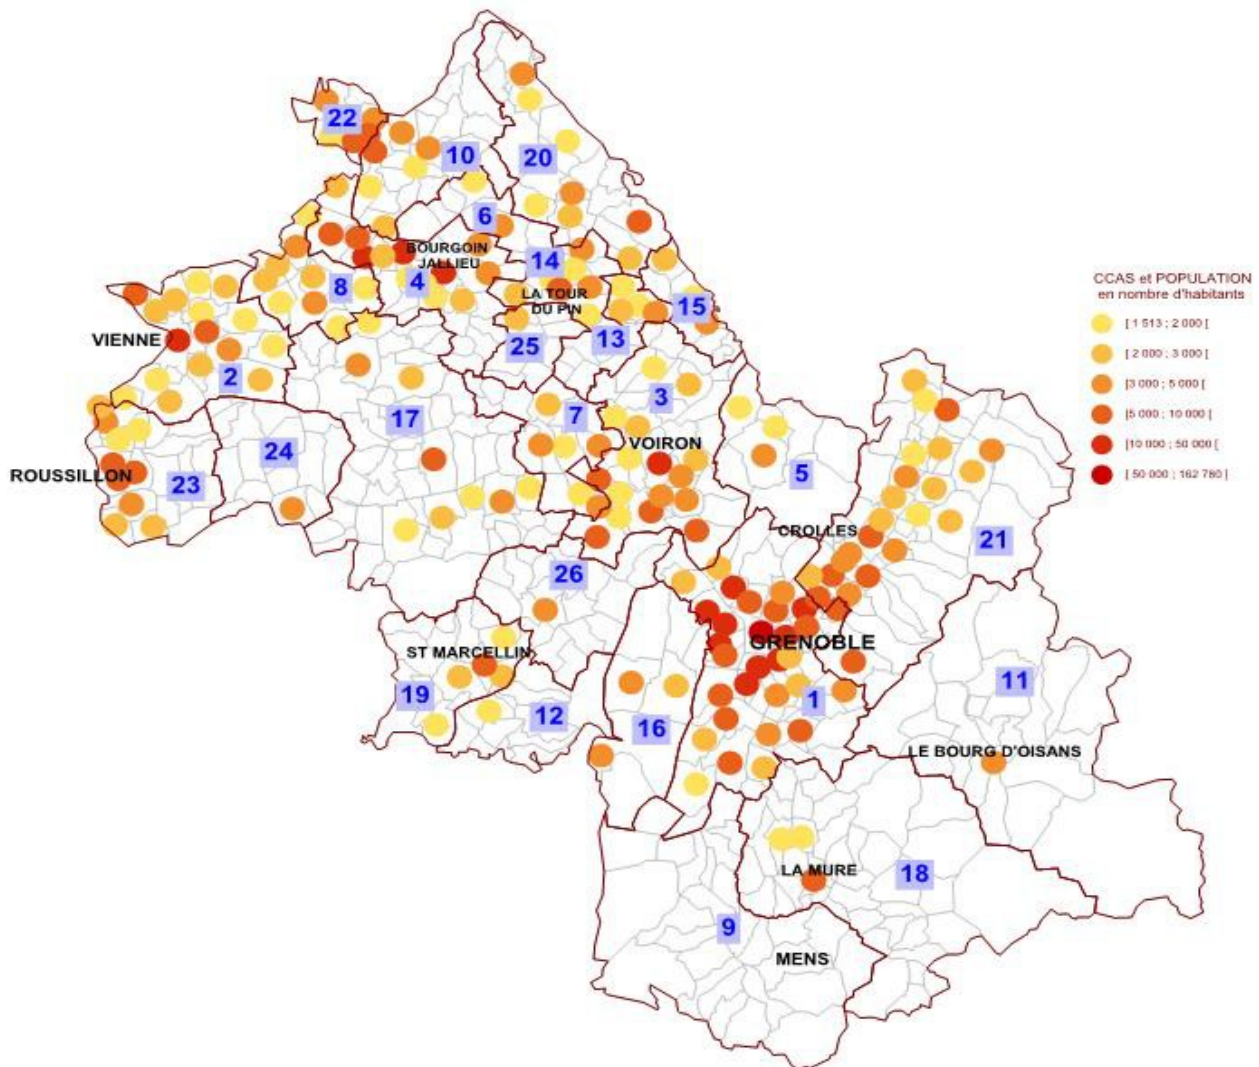 22
10
20
6
BOURGOIN
JALLIEU
14
4
8
LA TOUR
DU PIN
15
VIENNE
13
25
2
3
7
17
VOIRON
24
5
ROUSSILLON
23
CROLLES
21
26
GRENOBLE
ST MARCELLIN
11
19
1
12
16
LE BOURG D'OISANS
LA MURE
18
9
MENS
CCAS et POPULATION
en nombre d'habitants
[ 1 513 ; 2 000 [
[ 2 000 ; 3 000 [
[3 000 ; 5 000 [
[5 000 ; 10 000 [
[10 000 ; 50 000 [
[ 50 000 ; 162 780 ]